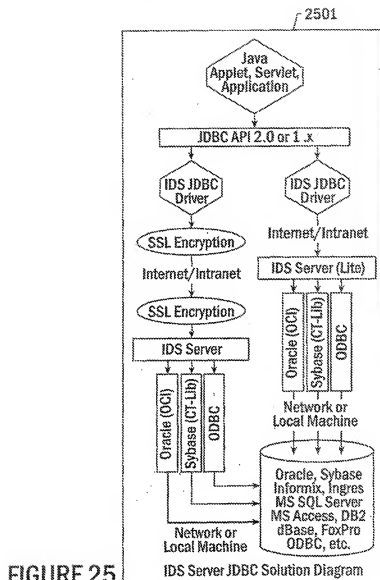 2501
Java
Applet, Servlet,
Application
JDBC API 2.0 or 1 .x
IDS JDBC
Driver
IDS JDBC
Driver
SSL Encryption
Internet/Intranet
Internet/Intranet
IDS Server (Lite)
SSL Encryption
IDS Server
Oracle (OCI)
Sybase (CT-Lib)
ODBC
Oracle (OCI)
Sybase (CT-Lib)
ODBC
Network or
Local Machine
Oracle, Sybase
Informix, Ingres
MS SQL Server
MS Access, DB2
dBase, FoxPro
ODBC, etc.
Network or
Local Machine
IDS Server JDBC Solution Diagram
FIGURE 25